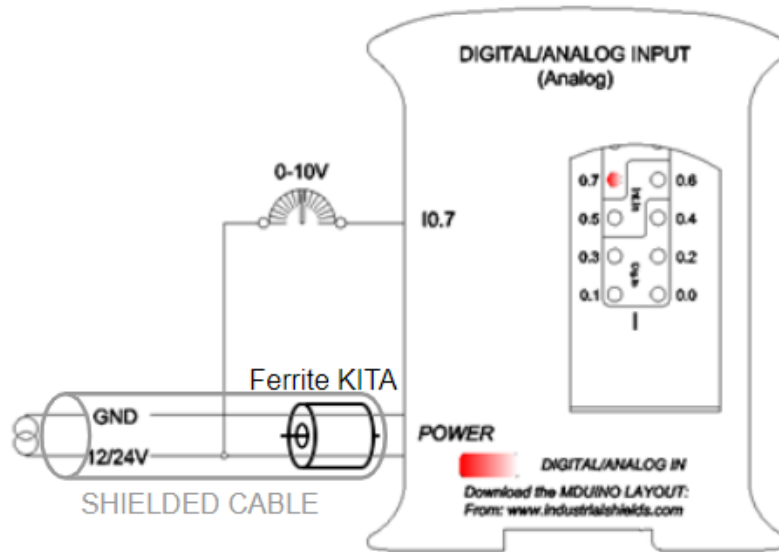 DIGITAL/ANALOG INPUT
(Analog)
0-10V
I0.7
0.7
0.6
0.5
0.4
0.3
0.2
0.1
0.0
I
Ferrite KITA
GND
12/24V
SHIELDED CABLE
POWER
DIGITAL/ANALOG IN
Download the MDUINO LAYOUT:
From: www.industrialshields.com